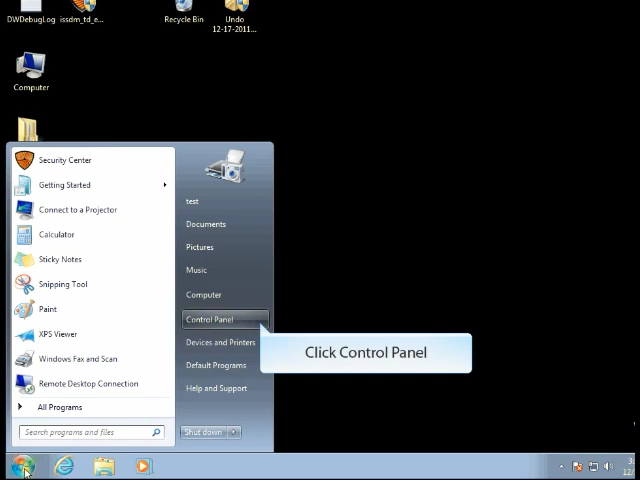 DWDebugLog
issdm_td_e...
Recycle Bin
Undo
12-17-2011...
Computer
Security Center
Getting Started
Connect to a Projector
Calculator
Sticky Notes
Snipping Tool
Paint
XPS Viewer
Windows Fax and Scan
Remote Desktop Connection
All Programs
Search programs and files
test
Documents
Pictures
Music
Computer
Control Panel
Devices and Printers
Default Programs
Help and Support
Shut down
Click Control Panel